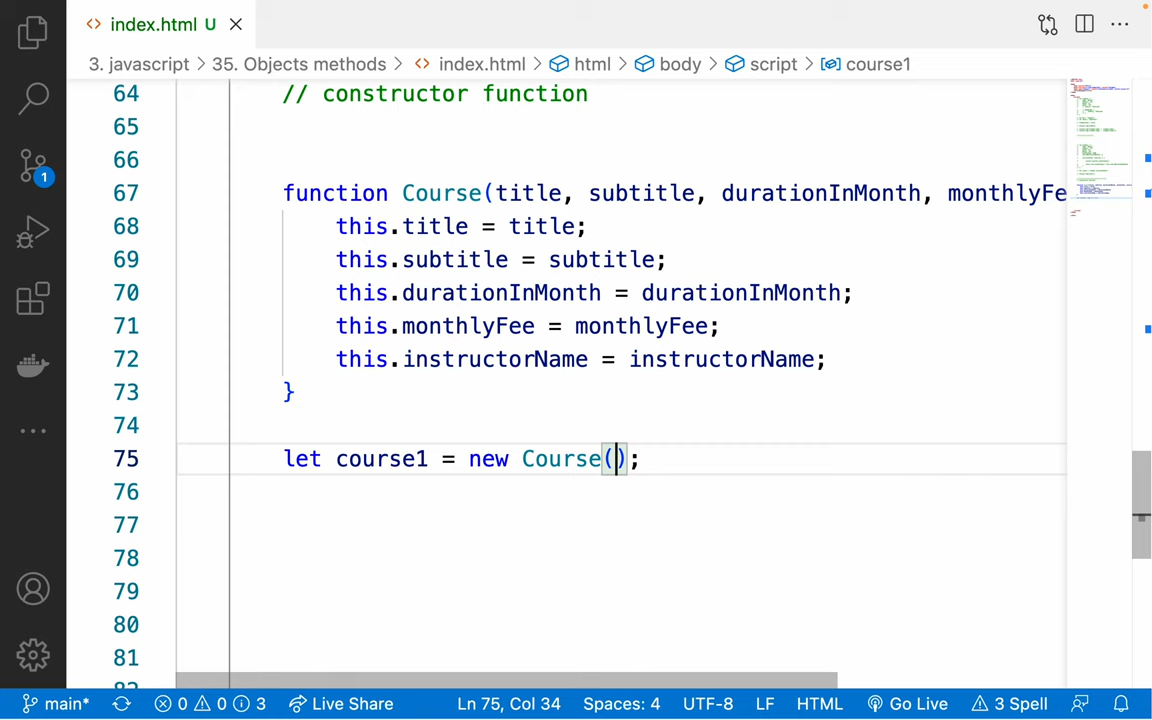 index.html U
3. javascript > 35. Objects methods > index.html > html > body > script > course1
64 // constructor function
65
66
67 function Course(title, subtitle, durationInMonth, monthlyFe
68 this.title = title;
69 this.subtitle = subtitle;
70 this.durationInMonth = durationInMonth;
71 this.monthlyFee = monthlyFee;
72 this.instructorName = instructorName;
73 }
74
75 let course1 = new Course();
76
77
78
79
80
81
1
main* 0 0 3 Live Share Ln 75, Col 34 Spaces: 4 UTF-8 LF HTML Go Live 3 Spell